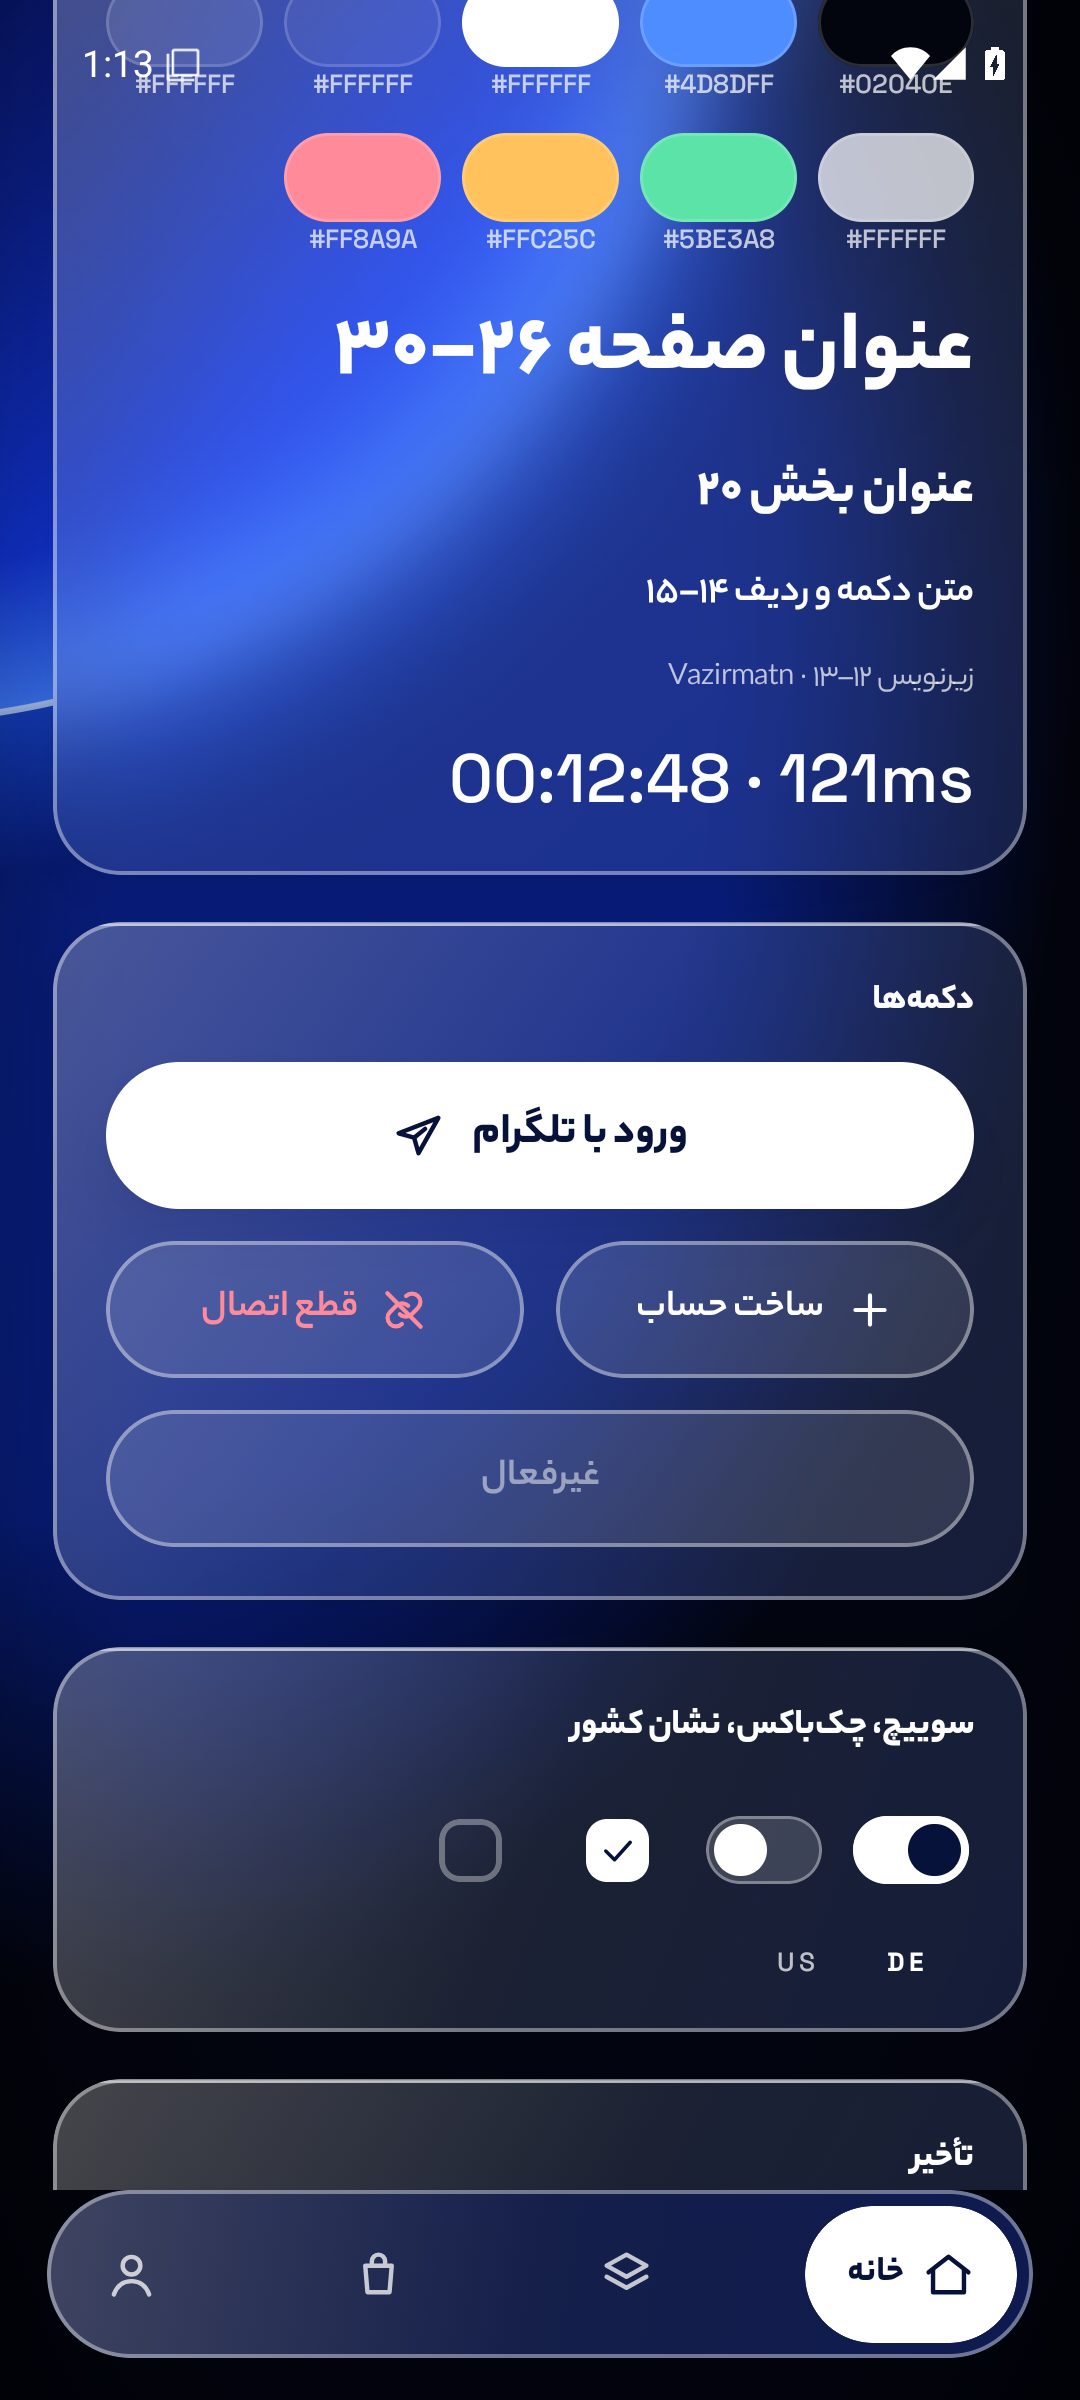 1:13
#FFFFFF #FFFFFF #FFFFFF #4D8DFF #02040E
#FF8A9A #FFC25C #5BE3A8 #FFFFFF
عنوان صفحه ۲۶–۳۰
عنوان بخش ۲۰
متن دکمه و ردیف ۱۴–۱۵
زیرنویس ۱۲–۱۳ · Vazirmatn
00:12:48 · 121ms
دکمه‌ها
ورود با تلگرام
ساخت حساب
قطع اتصال
غیرفعال
سوییچ، چک‌باکس، نشان کشور
US DE
تأخیر
خانه